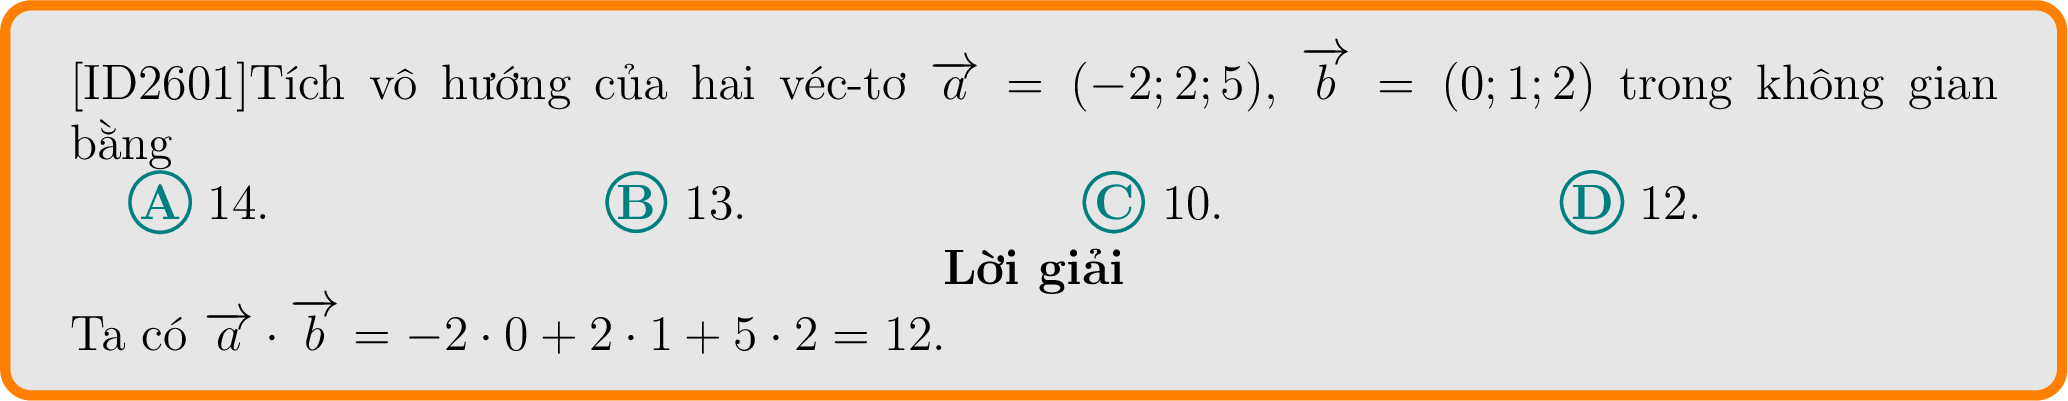 [ID2601]Tích vô hướng của hai véc-tơ $\overrightarrow{a} = (-2; 2; 5)$, $\overrightarrow{b} = (0; 1; 2)$ trong không gian
bằng
A 14. B 13. C 10. D 12.
Lời giải
Ta có $\overrightarrow{a} \cdot \overrightarrow{b} = -2 \cdot 0 + 2 \cdot 1 + 5 \cdot 2 = 12$.